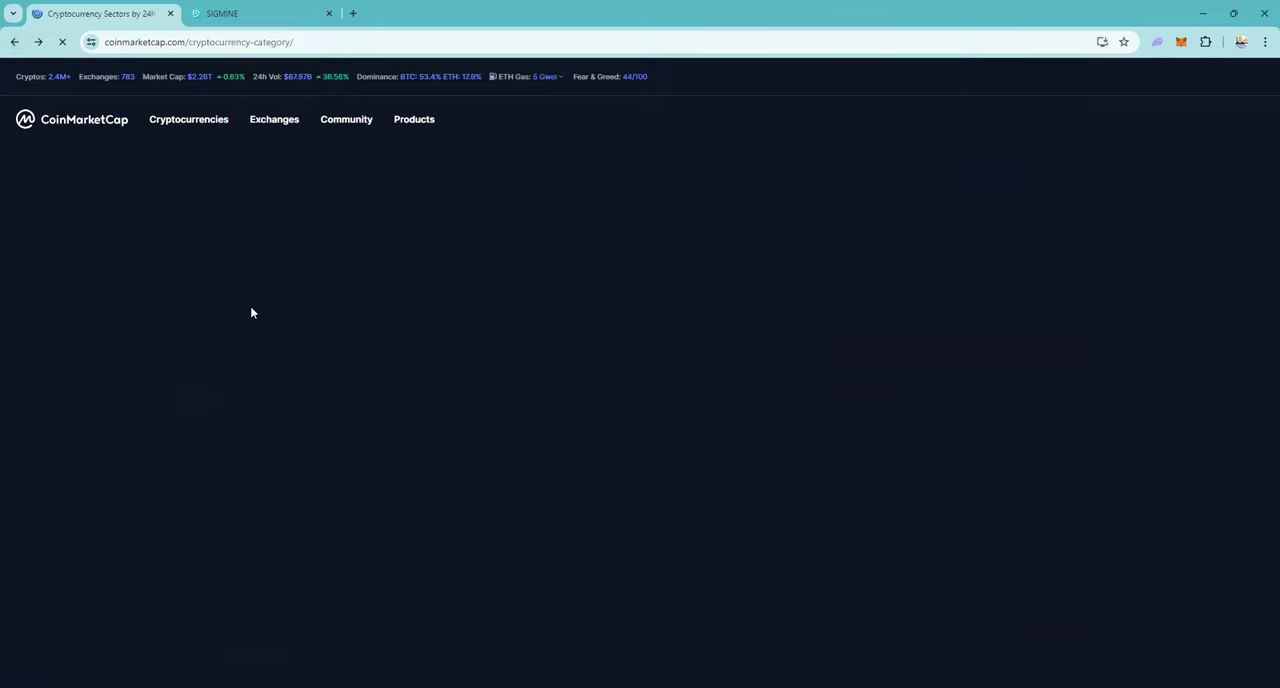 Cryptocurrency Sectors by 24h
SIGMINE
coinmarketcap.com/cryptocurrency-category/
Cryptos: 2.4M+ Exchanges: 783 Market Cap: $2.26T 0.63% 24h Vol: $87.97B 36.56% Dominance: BTC: 53.4% ETH: 17.9% ETH Gas: 5 Gwei Fear & Greed: 44/100
CoinMarketCap Cryptocurrencies Exchanges Community Products